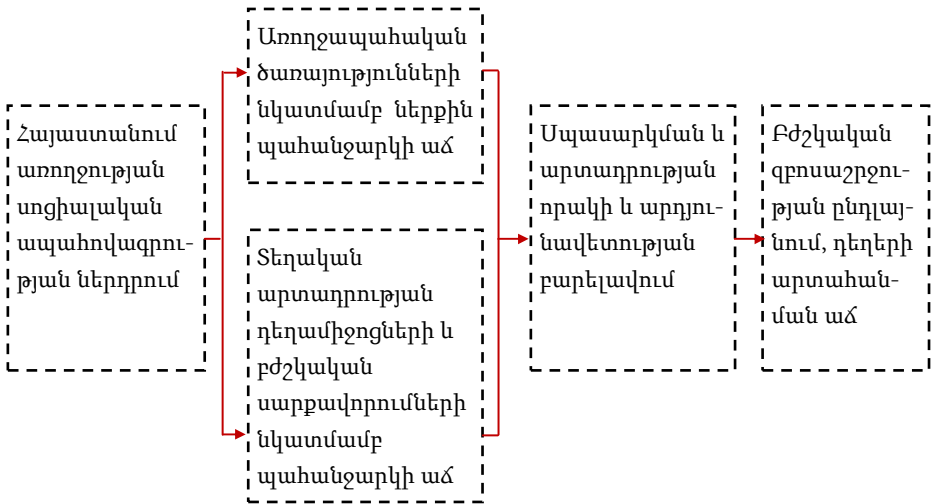 Հայաստանում
առողջության
սոցիալական
ապահովագրու-
թյան ներդրում
Առողջապահական
ծառայությունների
նկատմամբ ներքին
պահանջարկի աճ
Տեղական
արտադրության
դեղամիջոցների և
բժշկական
սարքավորումների
նկատմամբ
պահանջարկի աճ
Սպասարկման և
արտադրության
որակի և արդյու-
նավետության
բարելավում
Բժշկական
զբոսաշրջու-
թյան ընդլայ-
նում, դեղերի
արտահան-
ման աճ